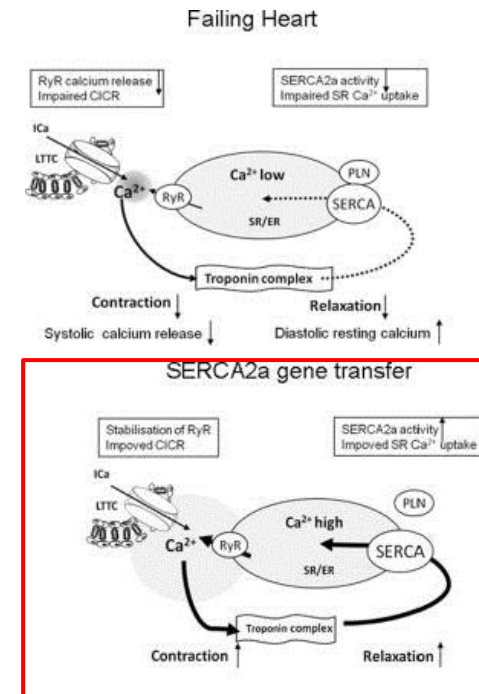 Failing Heart
RyR calcium release
Impaired CICR
SERCA2a activity
Impaired SR Ca²⁺ uptake
ICa
LTTC
Ca²⁺
RyR
Ca²⁺ low
SR/ER
PLN
SERCA
Troponin complex
Contraction
Relaxation
Systolic calcium release
Diastolic resting calcium
SERCA2a gene transfer
Stabilisation of RyR
Impoved CICR
SERCA2a activity
Impoved SR Ca²⁺ uptake
ICa
LTTC
Ca²⁺
RyR
Ca²⁺ high
SR/ER
PLN
SERCA
Troponin complex
Contraction
Relaxation